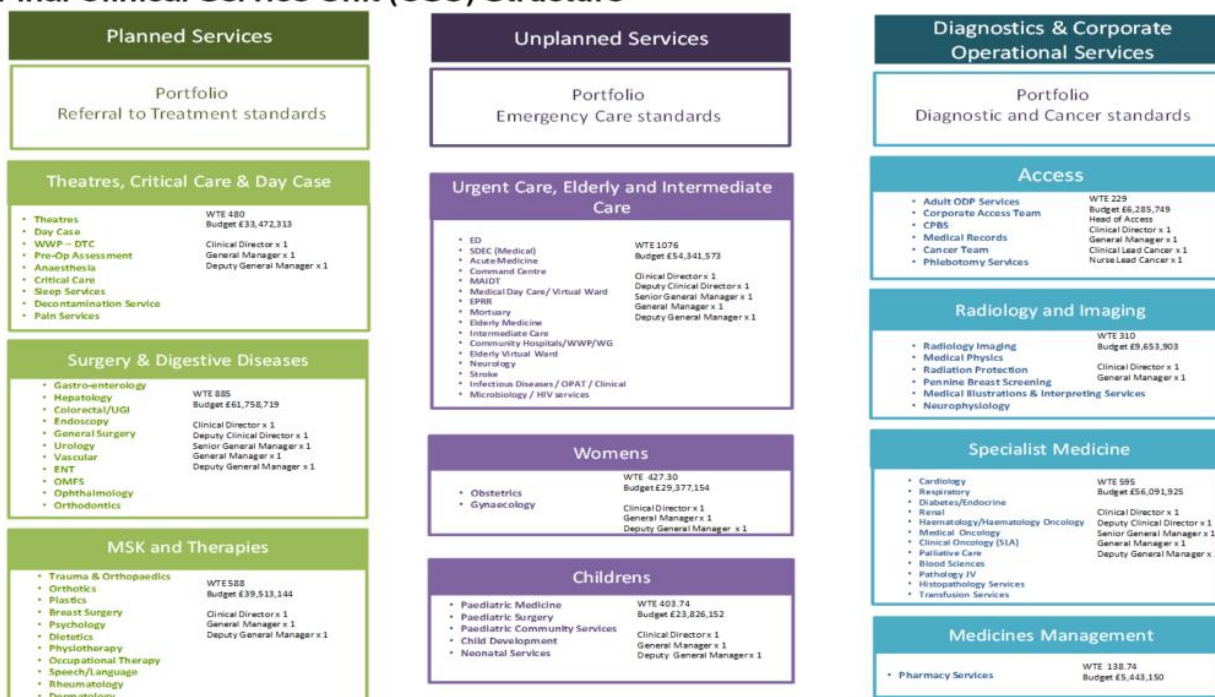 Final Clinical Service Unit (CSU) Structure
Planned Services
Portfolio
Referral to Treatment standards
Theatres, Critical Care & Day Case
• Theatres
• Day Case
• WWP – DTC
• Pre-Op Assessment
• Anaesthesia
• Critical Care
• Sleep Services
• Decontamination Service
• Pain Services
WTE 480
Budget £33,472,313
Clinical Director x 1
General Manager x 1
Deputy General Manager x 1
Surgery & Digestive Diseases
• Gastro-enterology
• Hepatology
• Colorectal/UGI
• Endoscopy
• General Surgery
• Urology
• Vascular
• ENT
• OMFS
• Ophthalmology
• Orthodontics
WTE 885
Budget £61,758,719
Clinical Director x 1
Deputy Clinical Director x 1
Senior General Manager x 1
General Manager x 1
Deputy General Manager x 1
MSK and Therapies
• Trauma & Orthopaedics
• Orthotics
• Plastics
• Breast Surgery
• Psychology
• Dietetics
• Physiotherapy
• Occupational Therapy
• Speech/Language
• Rheumatology
• Dermatology
WTE 588
Budget £39,513,144
Clinical Director x 1
General Manager x 1
Deputy General Manager x 1
Unplanned Services
Portfolio
Emergency Care standards
Urgent Care, Elderly and Intermediate
Care
• ED
• SDEC (Medical)
• Acute Medicine
• Command Centre
• MAIDT
• Medical Day Care/ Virtual Ward
• EPRR
• Mortuary
• Elderly Medicine
• Intermediate Care
• Community Hospitals/WWP/WG
• Elderly Virtual Ward
• Neurology
• Stroke
• Infectious Diseases / OPAT / Clinical
• Microbiology / HIV services
WTE 1076
Budget £54,341,573
Clinical Director x 1
Deputy Clinical Director x 1
Senior General Manager x 1
General Manager x 1
Deputy General Manager x 1
Womens
• Obstetrics
• Gynaecology
WTE 427.30
Budget £29,377,154
Clinical Director x 1
General Manager x 1
Deputy General Manager x 1
Childrens
• Paediatric Medicine
• Paediatric Surgery
• Paediatric Community Services
• Child Development
• Neonatal Services
WTE 403.74
Budget £23,826,152
Clinical Director x 1
General Manager x 1
Deputy General Manager x 1
Diagnostics & Corporate
Operational Services
Portfolio
Diagnostic and Cancer standards
Access
• Adult ODP Services
• Corporate Access Team
• CPBS
• Medical Records
• Cancer Team
• Phlebotomy Services
WTE 229
Budget £6,285,749
Head of Access
Clinical Director x 1
General Manager x 1
Clinical Lead Cancer x 1
Nurse Lead Cancer x 1
Radiology and Imaging
• Radiology Imaging
• Medical Physics
• Radiation Protection
• Pennine Breast Screening
• Medical Illustrations & Interpreting Services
• Neurophysiology
WTE 310
Budget £9,653,903
Clinical Director x 1
General Manager x 1
Specialist Medicine
• Cardiology
• Respiratory
• Diabetes/Endocrine
• Renal
• Haematology/Haematology Oncology
• Medical Oncology
• Clinical Oncology (SLA)
• Palliative Care
• Blood Sciences
• Pathology JV
• Histopathology Services
• Transfusion Services
WTE 595
Budget £56,091,925
Clinical Director x 1
Deputy Clinical Director x 1
Senior General Manager x 1
General Manager x 1
Deputy General Manager x
Medicines Management
• Pharmacy Services
WTE 138.74
Budget £5,443,150